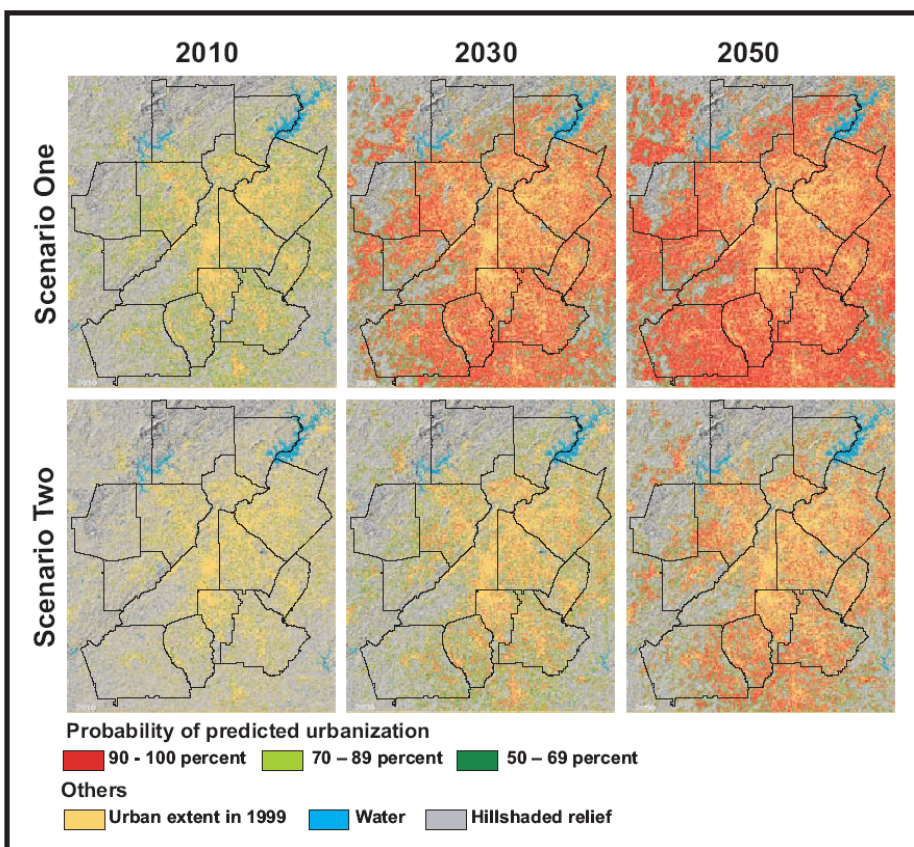 2010 2030 2050
Scenario One
Scenario Two
Probability of predicted urbanization
90 - 100 percent 70 – 89 percent 50 – 69 percent
Others
Urban extent in 1999 Water Hillshaded relief